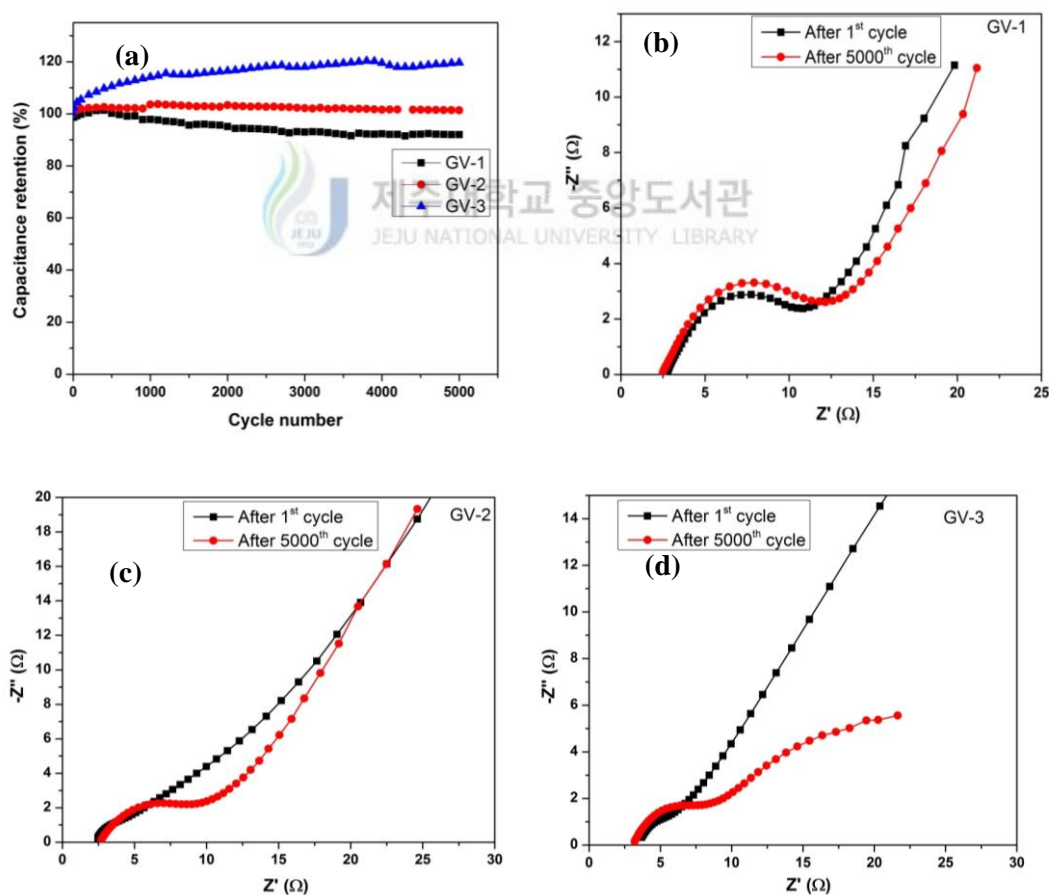 (a)
Capacitance retention (%)
120
100
80
60
40
20
0
GV-1
GV-2
GV-3
0 1000 2000 3000 4000 5000
Cycle number
제주대학교 중앙도서관
JEJU NATIONAL UNIVERSITY LIBRARY
JEJU
1952
(b)
After 1st cycle
After 5000th cycle
GV-1
-Z'' (Ω)
12
10
8
6
4
2
0
0 5 10 15 20 25
Z' (Ω)
(c)
After 1st cycle
After 5000th cycle
GV-2
-Z'' (Ω)
20
18
16
14
12
10
8
6
4
2
0
0 5 10 15 20 25 30
Z' (Ω)
(d)
After 1st cycle
After 5000th cycle
GV-3
-Z'' (Ω)
14
12
10
8
6
4
2
0
0 5 10 15 20 25 30
Z' (Ω)